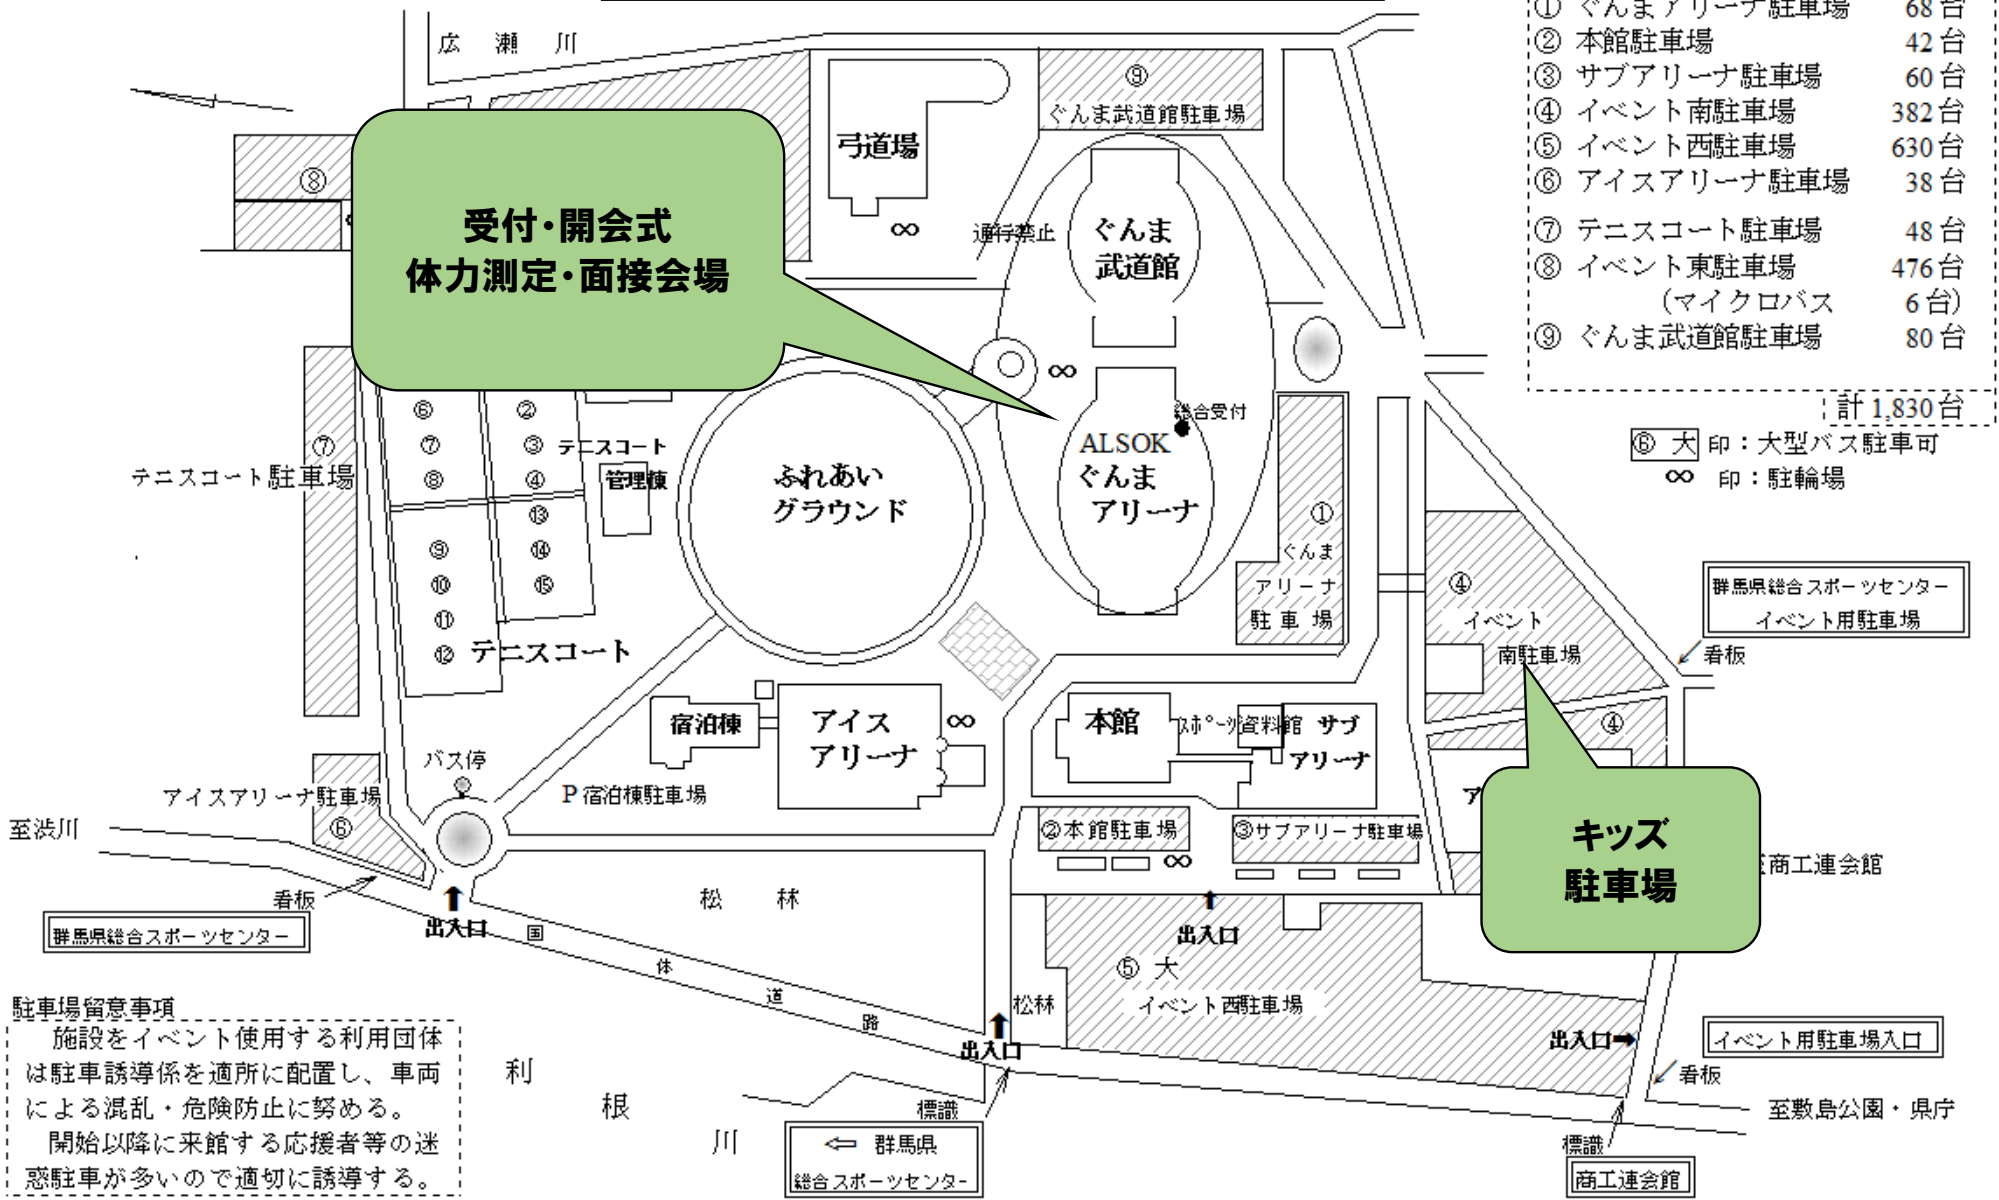 ① ぐんまアリーナ駐車場 68台
② 本館駐車場 42台
③ サブアリーナ駐車場 60台
④ イベント南駐車場 382台
⑤ イベント西駐車場 630台
⑥ アイスアリーナ駐車場 38台
⑦ テニスコート駐車場 48台
⑧ イベント東駐車場 476台
(マイクロバス 6台)
⑨ ぐんま武道館駐車場 80台
計 1,830台
⑥ 大 印：大型バス駐車可
∞ 印：駐輪場
広 瀬 川
⑨
ぐんま武道館駐車場
弓道場
∞
通行禁止
ぐんま
武道館
⑧
受付・開会式
体力測定・面接会場
∞
総合受付
ALSOK
ぐんま
アリーナ
ふれあい
グラウンド
⑥ ②
⑦ ③ テニスコート
⑧ ④ 管理棟
⑦
テニスコート駐車場
⑬
⑨ ⑭
⑩ ⑮
⑪
⑫ テニスコート
①
ぐんま
アリーナ
駐車場
④
イベント
南駐車場
群馬県総合スポーツセンター
イベント用駐車場
看板
④
宿泊棟
アイス
アリーナ
∞
本館
スポーツ資料館
サブ
アリーナ
バス停
P 宿泊棟駐車場
アイスアリーナ駐車場
⑥
至渋川
②本館駐車場
③サブアリーナ駐車場
∞
ア
キッズ
駐車場
商工連会館
看板
群馬県総合スポーツセンター
出入口
松 林
国
体
道
路
出入口
⑤ 大
イベント西駐車場
松林
出入口
出入口
イベント用駐車場入口
看板
至敷島公園・県庁
駐車場留意事項
施設をイベント使用する利用団体
は駐車誘導係を適所に配置し、車両
による混乱・危険防止に努める。
開始以降に来館する応援者等の迷
惑駐車が多いので適切に誘導する。
利
根
川
標識
⇦ 群馬県
総合スポーツセンター
標識
商工連会館